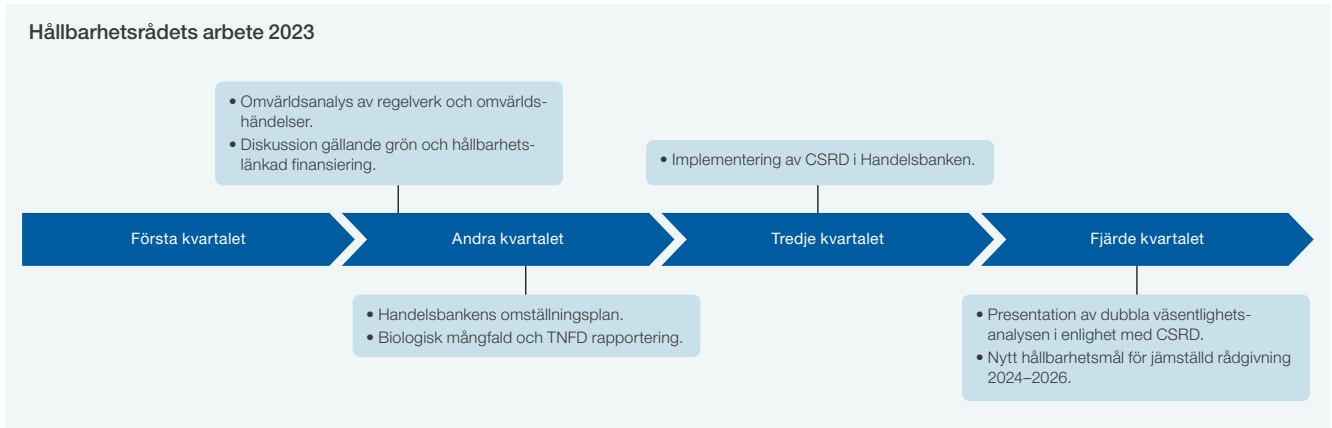 Hållbarhetsrådets arbete 2023
• Omvärldsanalys av regelverk och omvärlds-
händelser.
• Diskussion gällande grön och hållbarhets-
länkad finansiering.
• Implementering av CSRD i Handelsbanken.
Första kvartalet
Andra kvartalet
Tredje kvartalet
Fjärde kvartalet
• Handelsbankens omställningsplan.
• Biologisk mångfald och TNFD rapportering.
• Presentation av dubbla väsentlighets-
analysen i enlighet med CSRD.
• Nytt hållbarhetsmål för jämställd rådgivning
2024–2026.